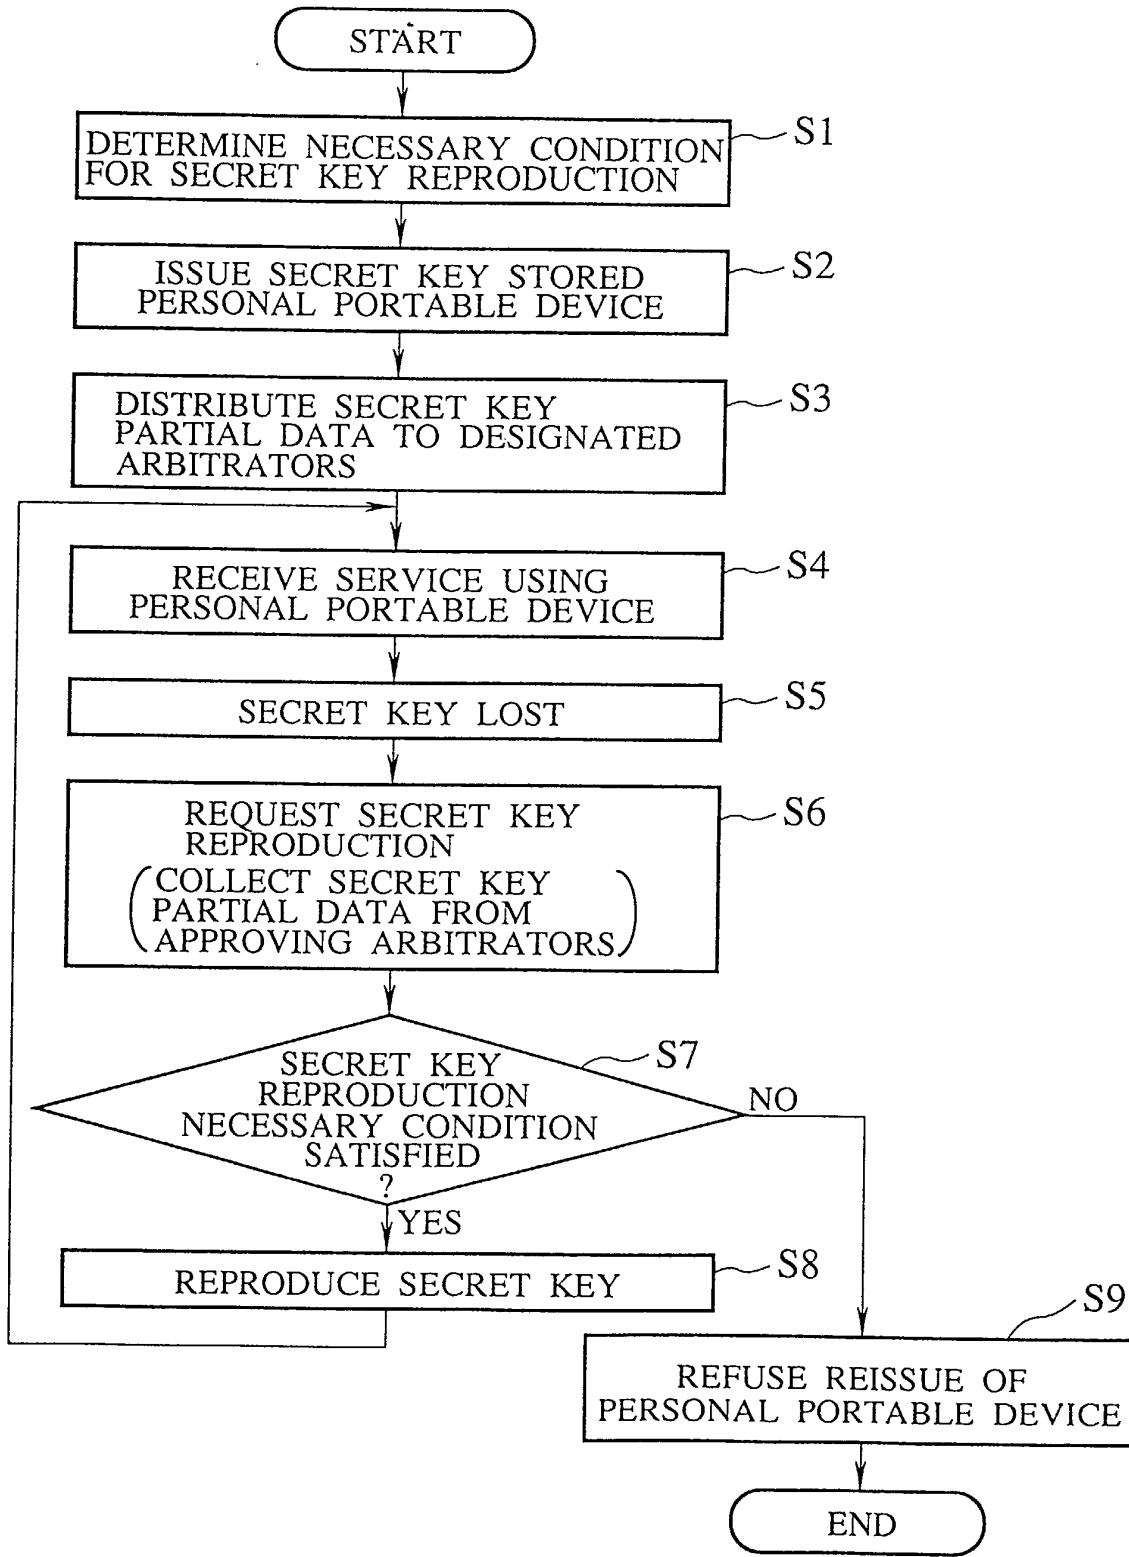 START
S1
DETERMINE NECESSARY CONDITION
FOR SECRET KEY REPRODUCTION
S2
ISSUE SECRET KEY STORED
PERSONAL PORTABLE DEVICE
S3
DISTRIBUTE SECRET KEY
PARTIAL DATA TO DESIGNATED
ARBITRATORS
S4
RECEIVE SERVICE USING
PERSONAL PORTABLE DEVICE
S5
SECRET KEY LOST
S6
REQUEST SECRET KEY
REPRODUCTION
(COLLECT SECRET KEY
PARTIAL DATA FROM
APPROVING ARBITRATORS)
S7
SECRET KEY
REPRODUCTION
NECESSARY CONDITION
SATISFIED
?
NO
YES
S8
REPRODUCE SECRET KEY
S9
REFUSE REISSUE OF
PERSONAL PORTABLE DEVICE
END